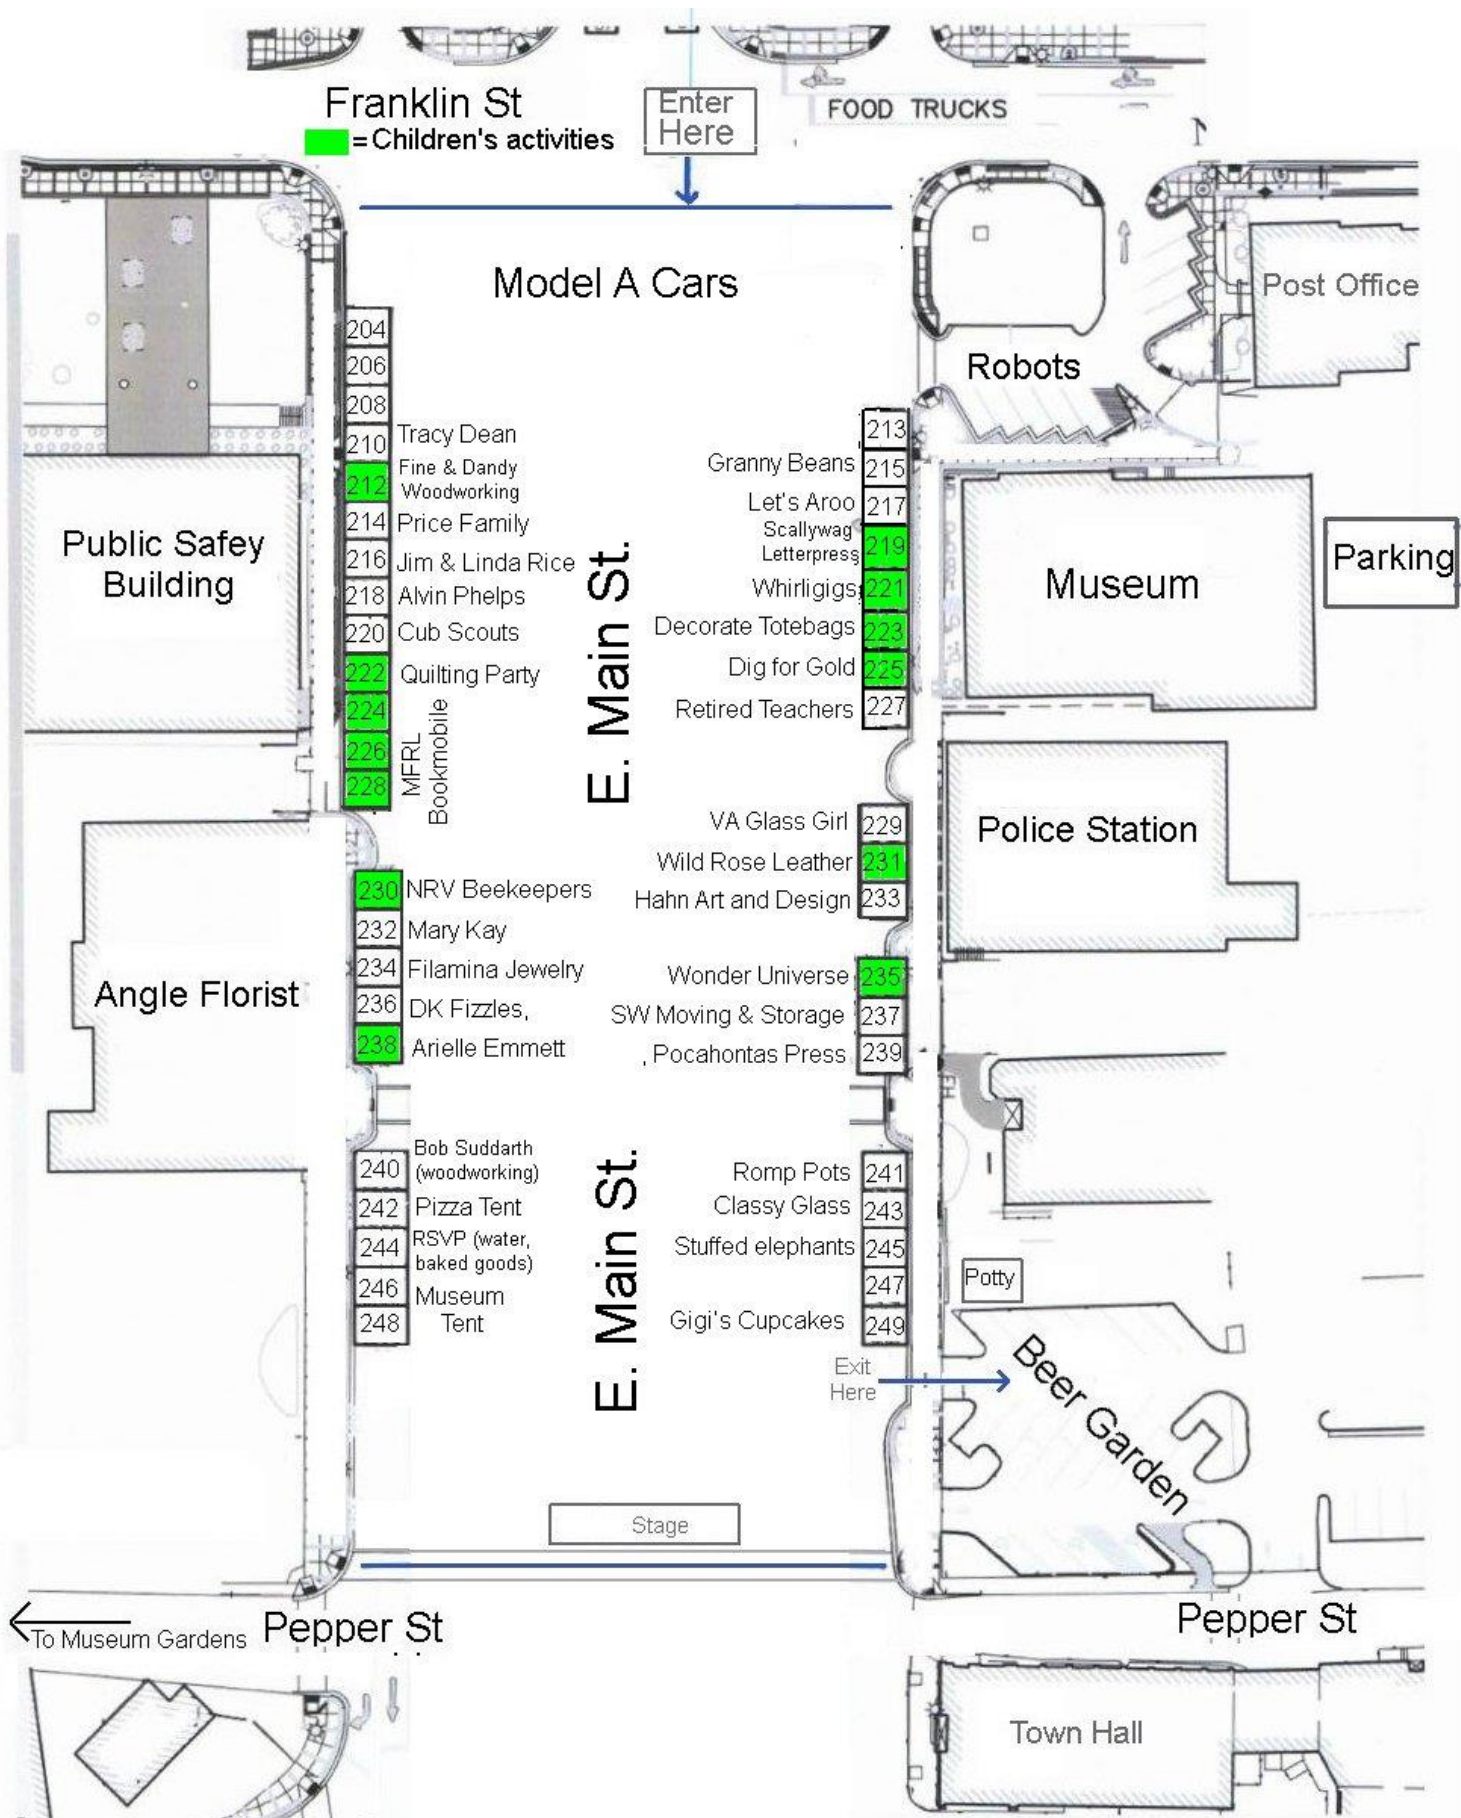 Franklin St
=Children's activities
Enter
Here
FOOD TRUCKS
Model A Cars
Post Office
Robots
204
206
208
210 Tracy Dean
212 Fine & Dandy
Woodworking
214 Price Family
216 Jim & Linda Rice
218 Alvin Phelps
220 Cub Scouts
222 Quilting Party
224
226
228
MFRL
Bookmobile
Public Safey
Building
E. Main St.
213
Granny Beans 215
Let's Aroo 217
Scallywag
Letterpress 219
Whirligigs 221
Decorate Totebags 223
Dig for Gold 225
Retired Teachers 227
Museum
Parking
230 NRV Beekeepers
232 Mary Kay
234 Filamina Jewelry
236 DK Fizzles,
238 Arielle Emmett
Angle Florist
VA Glass Girl 229
Wild Rose Leather 231
Hahn Art and Design 233
Police Station
Wonder Universe 235
SW Moving & Storage 237
, Pocahontas Press 239
240 Bob Suddarth
(woodworking)
242 Pizza Tent
244 RSVP (water,
baked goods)
246 Museum
248 Tent
E. Main St.
Romp Pots 241
Classy Glass 243
Stuffed elephants 245
247
Gigi's Cupcakes 249
Potty
Exit
Here
Beer Garden
Stage
To Museum Gardens
Pepper St
Pepper St
Town Hall